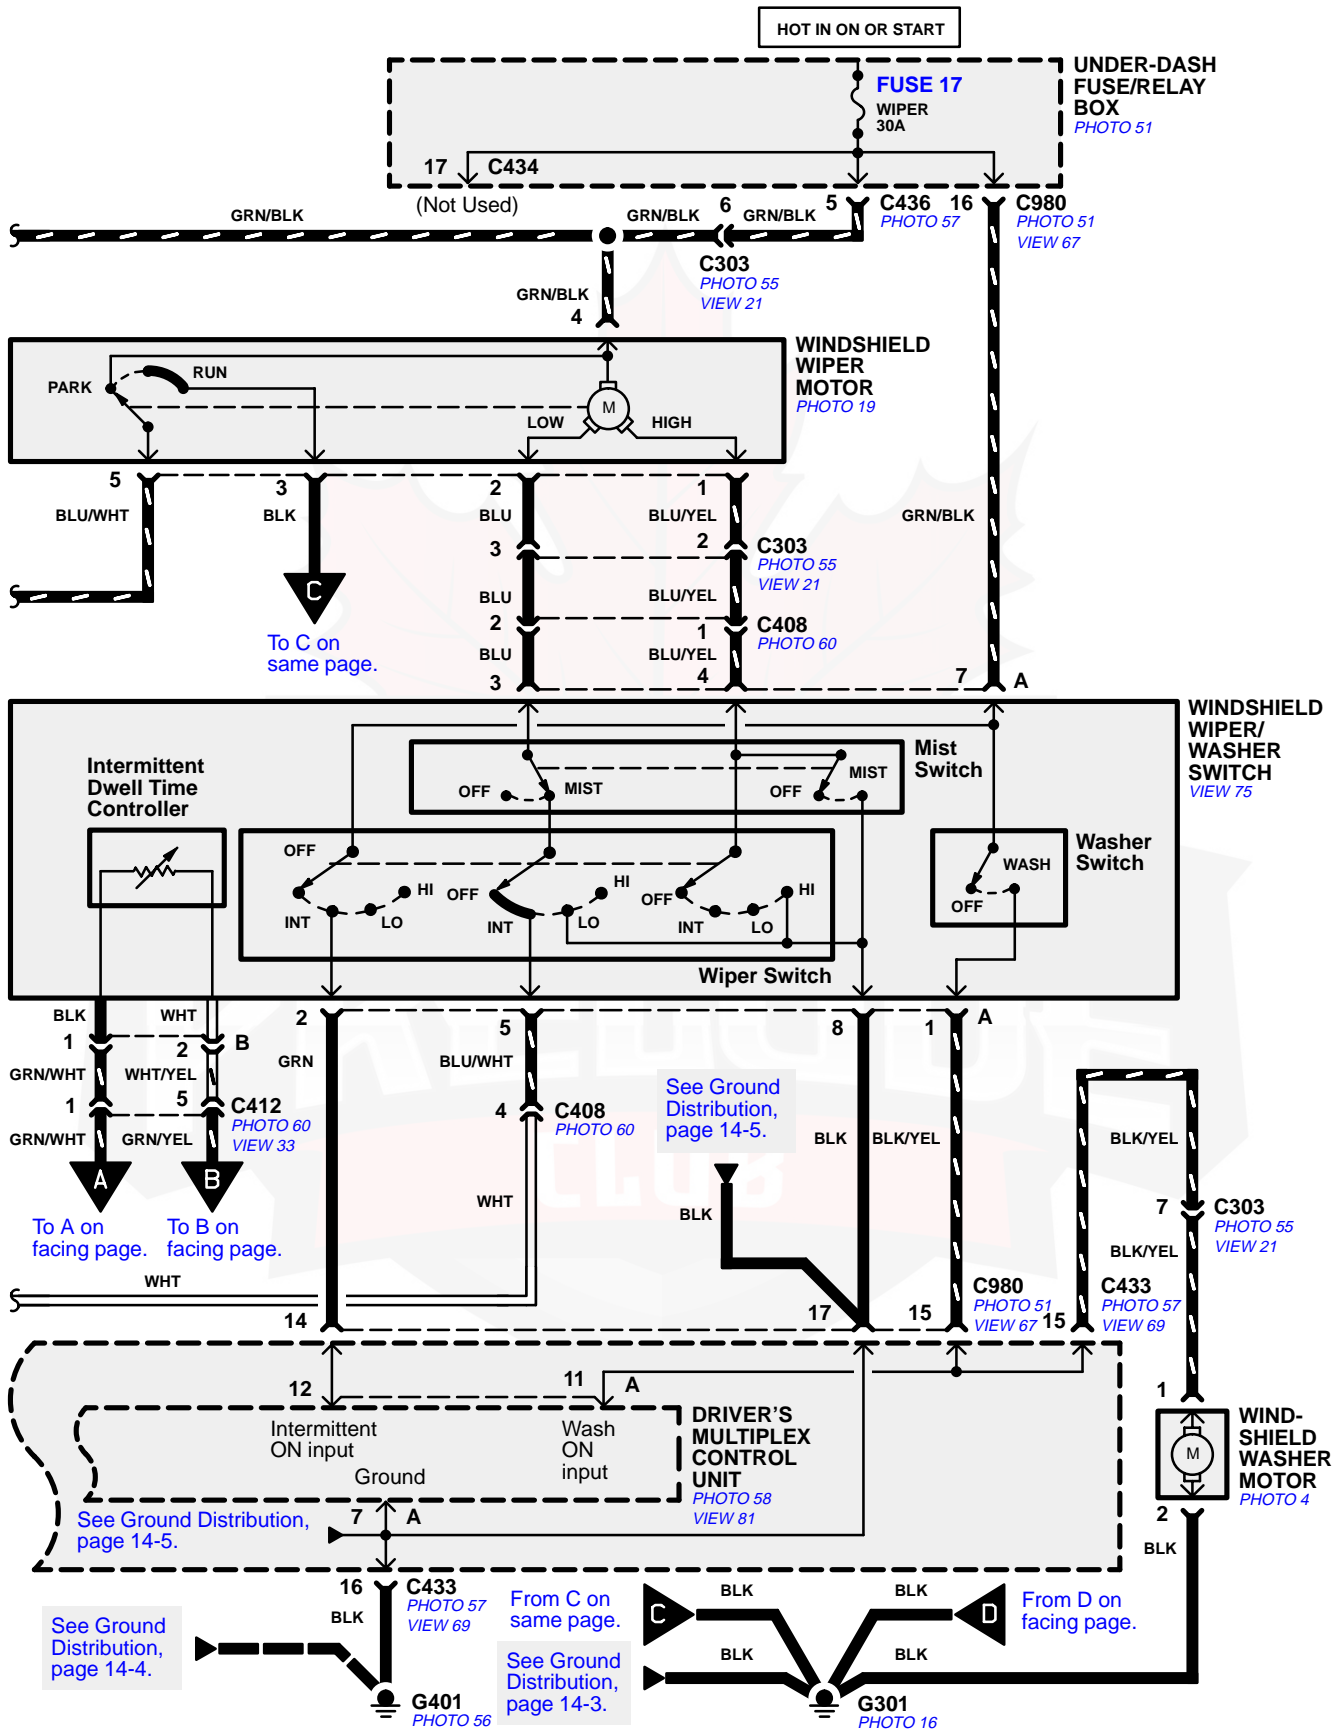 HOT IN ON OR START
UNDER-DASH
FUSE/RELAY
BOX
PHOTO 51
FUSE 17
WIPER
30A
17 C434
(Not Used)
GRN/BLK
GRN/BLK
6
GRN/BLK
5
C436
PHOTO 57
16
C980
PHOTO 51
VIEW 67
C303
PHOTO 55
VIEW 21
GRN/BLK
4
WINDSHIELD
WIPER
MOTOR
PHOTO 19
PARK
RUN
M
LOW
HIGH
5
3
2
1
BLU/WHT
BLK
BLU
BLU/YEL
GRN/BLK
3
2
C303
PHOTO 55
VIEW 21
C
BLU
BLU/YEL
2
1
C408
PHOTO 60
To C on
same page.
BLU
BLU/YEL
3
4
7
A
WINDSHIELD
WIPER/
WASHER
SWITCH
VIEW 75
Intermittent
Dwell Time
Controller
Mist
Switch
OFF
MIST
OFF
MIST
OFF
INT
LO
HI
OFF
INT
LO
HI
OFF
INT
LO
HI
Wiper Switch
WASH
OFF
Washer
Switch
BLK
WHT
1
2
B
GRN/WHT
WHT/YEL
1
5
C412
PHOTO 60
VIEW 33
GRN/WHT
GRN/YEL
A
B
To A on
facing page.
To B on
facing page.
2
5
8
1
A
GRN
BLU/WHT
4
C408
PHOTO 60
See Ground
Distribution,
page 14-5.
BLK
BLK/YEL
BLK/YEL
WHT
BLK
7
C303
PHOTO 55
VIEW 21
BLK/YEL
WHT
14
17
15
C980
PHOTO 51
VIEW 67
15
C433
PHOTO 57
VIEW 69
12
11
A
1
Intermittent
ON input
Wash
ON
input
Ground
DRIVER'S
MULTIPLEX
CONTROL
UNIT
PHOTO 58
VIEW 81
M
WIND-
SHIELD
WASHER
MOTOR
PHOTO 4
See Ground Distribution,
page 14-5.
7
A
2
BLK
16
C433
PHOTO 57
VIEW 69
BLK
See Ground
Distribution,
page 14-4.
G401
PHOTO 56
From C on
same page.
C
BLK
BLK
D
From D on
facing page.
See Ground
Distribution,
page 14-3.
BLK
BLK
G301
PHOTO 16
CLUB